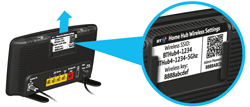 BT Home Hub Wireless Settings
Wireless SSID:
BTHub4-1234
BTHub4-1234-5Ghz
Wireless key:
8888abcdef